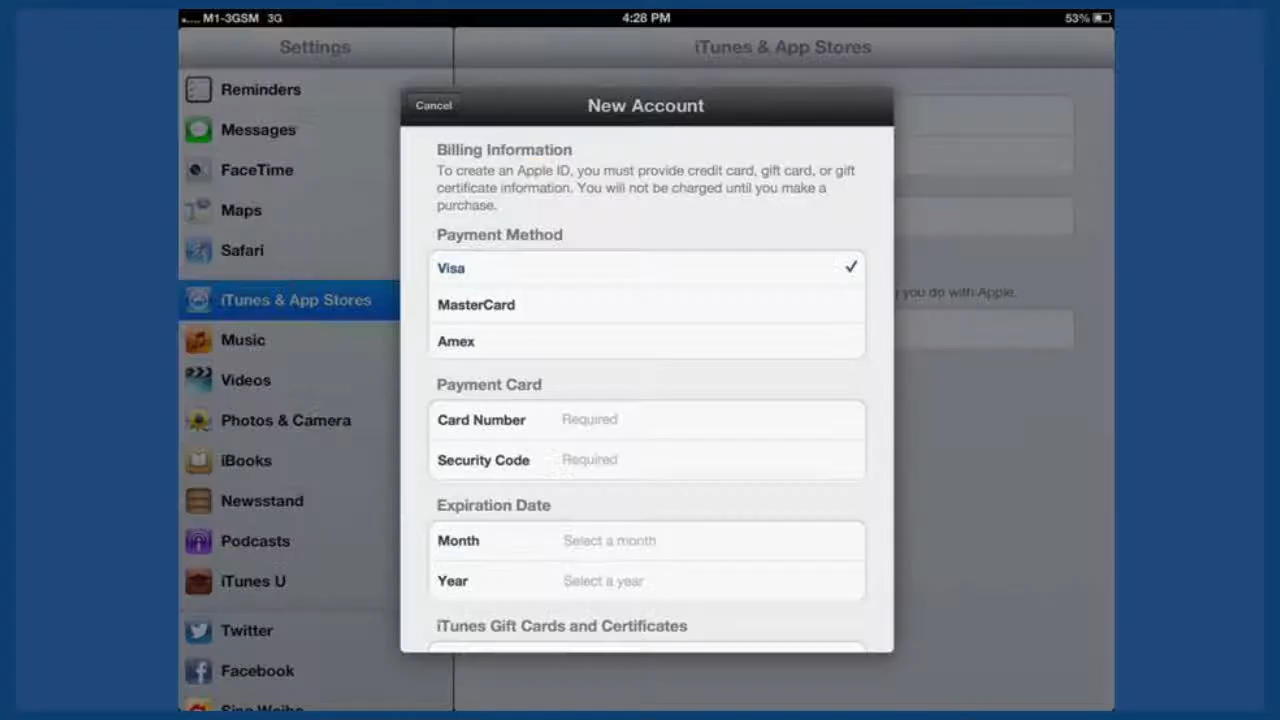 M1-3GSM 3G
4:28 PM
53%
Settings
iTunes & App Stores
Reminders
Messages
FaceTime
Maps
Safari
iTunes & App Stores
Music
Videos
Photos & Camera
iBooks
Newsstand
Podcasts
iTunes U
Twitter
Facebook
Sina Weibo
you do with Apple.
Cancel
New Account
Billing Information
To create an Apple ID, you must provide credit card, gift card, or gift
certificate information. You will not be charged until you make a
purchase.
Payment Method
Visa
MasterCard
Amex
Payment Card
Card Number Required
Security Code Required
Expiration Date
Month Select a month
Year Select a year
iTunes Gift Cards and Certificates